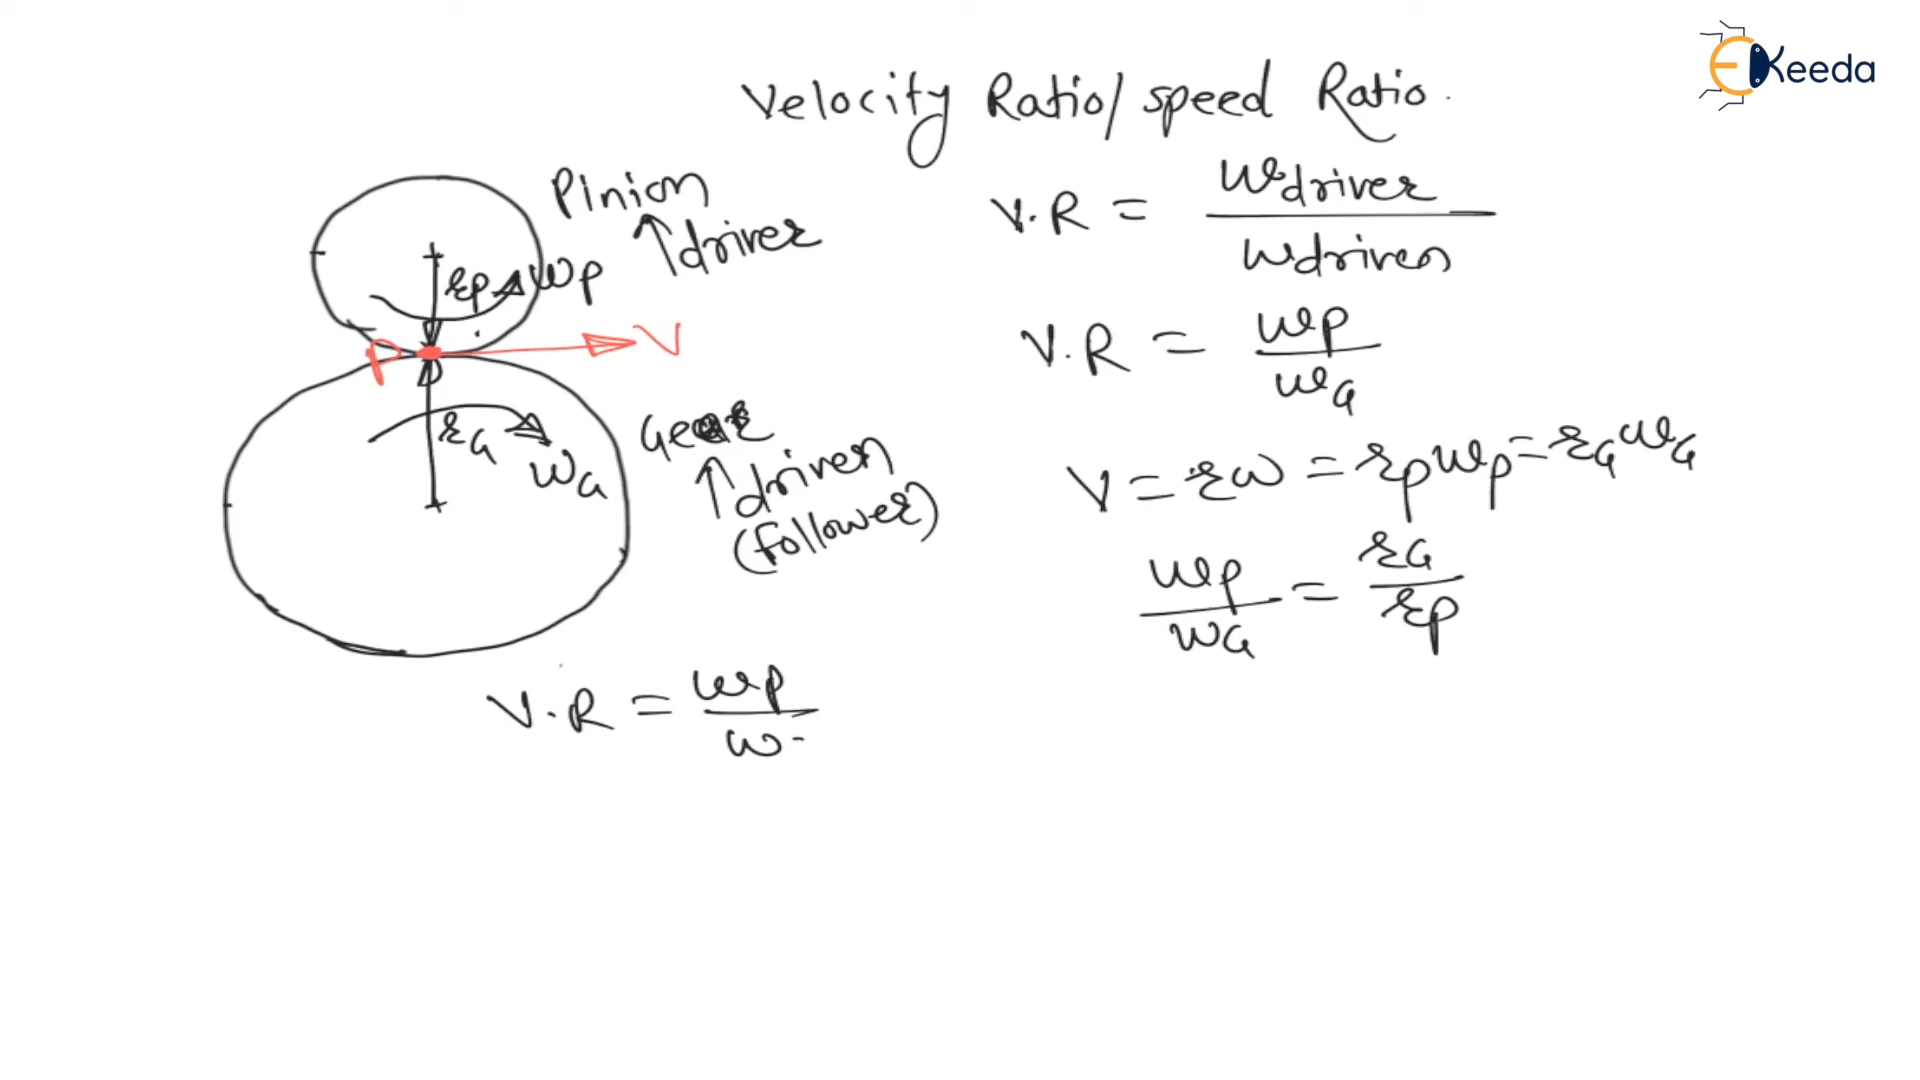 EKeeda
Velocity Ratio/speed Ratio.
Pinion
↑driver
rp
ωp
P
V
rG
ωG
Gear
↑driven
(follower)
V.R = ωdriver / ωdriven
V.R = ωp / ωG
V = rω = rpωp = rGωG
ωp / ωG = rG / rp
V.R = ωp / ω